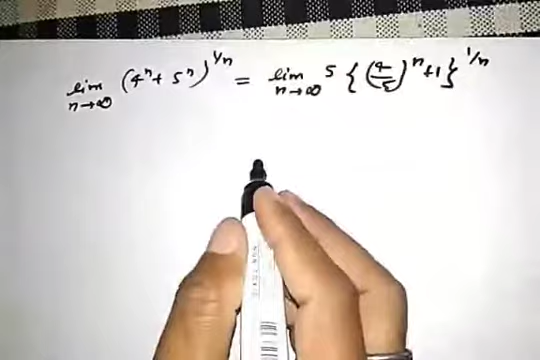 lim n→∞ (4ⁿ + 5ⁿ)^1/n = lim n→∞ 5 { (4/5)ⁿ + 1 }^1/n